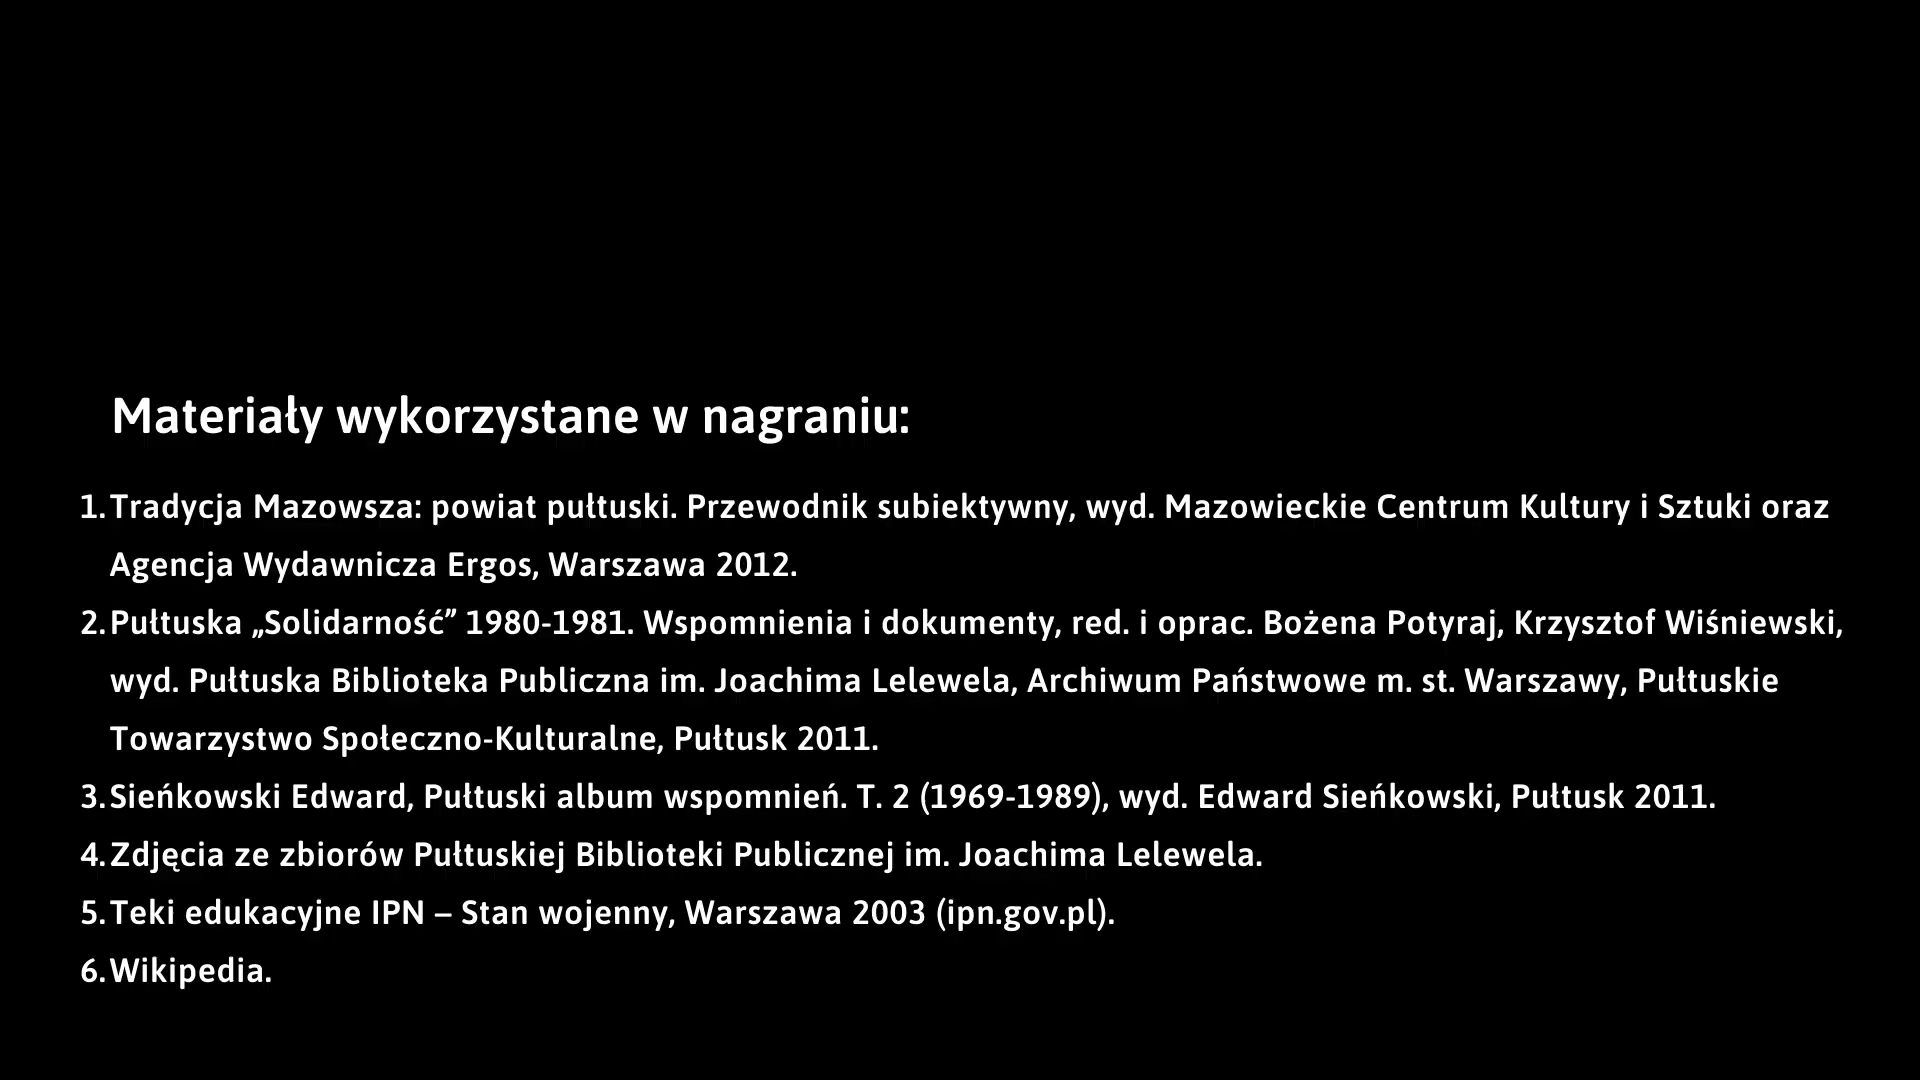 Materiały wykorzystane w nagraniu:
1.Tradycja Mazowsza: powiat pułtuski. Przewodnik subiektywny, wyd. Mazowieckie Centrum Kultury i Sztuki oraz
Agencja Wydawnicza Ergos, Warszawa 2012.
2.Pułtuska „Solidarność” 1980-1981. Wspomnienia i dokumenty, red. i oprac. Bożena Potyraj, Krzysztof Wiśniewski,
wyd. Pułtuska Biblioteka Publiczna im. Joachima Lelewela, Archiwum Państwowe m. st. Warszawy, Pułtuskie
Towarzystwo Społeczno-Kulturalne, Pułtusk 2011.
3.Sieńkowski Edward, Pułtuski album wspomnień. T. 2 (1969-1989), wyd. Edward Sieńkowski, Pułtusk 2011.
4.Zdjęcia ze zbiorów Pułtuskiej Biblioteki Publicznej im. Joachima Lelewela.
5.Teki edukacyjne IPN – Stan wojenny, Warszawa 2003 (ipn.gov.pl).
6.Wikipedia.